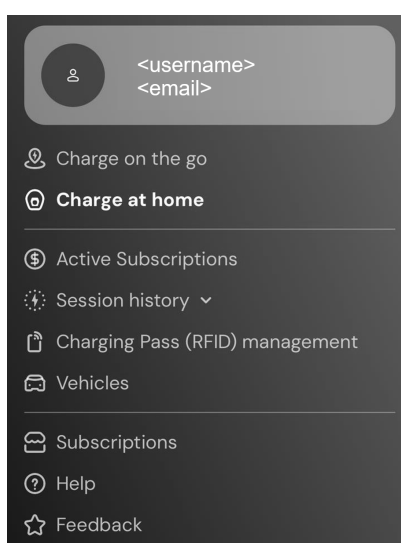 <username>
<email>
Charge on the go
Charge at home
Active Subscriptions
Session history
Charging Pass (RFID) management
Vehicles
Subscriptions
Help
Feedback